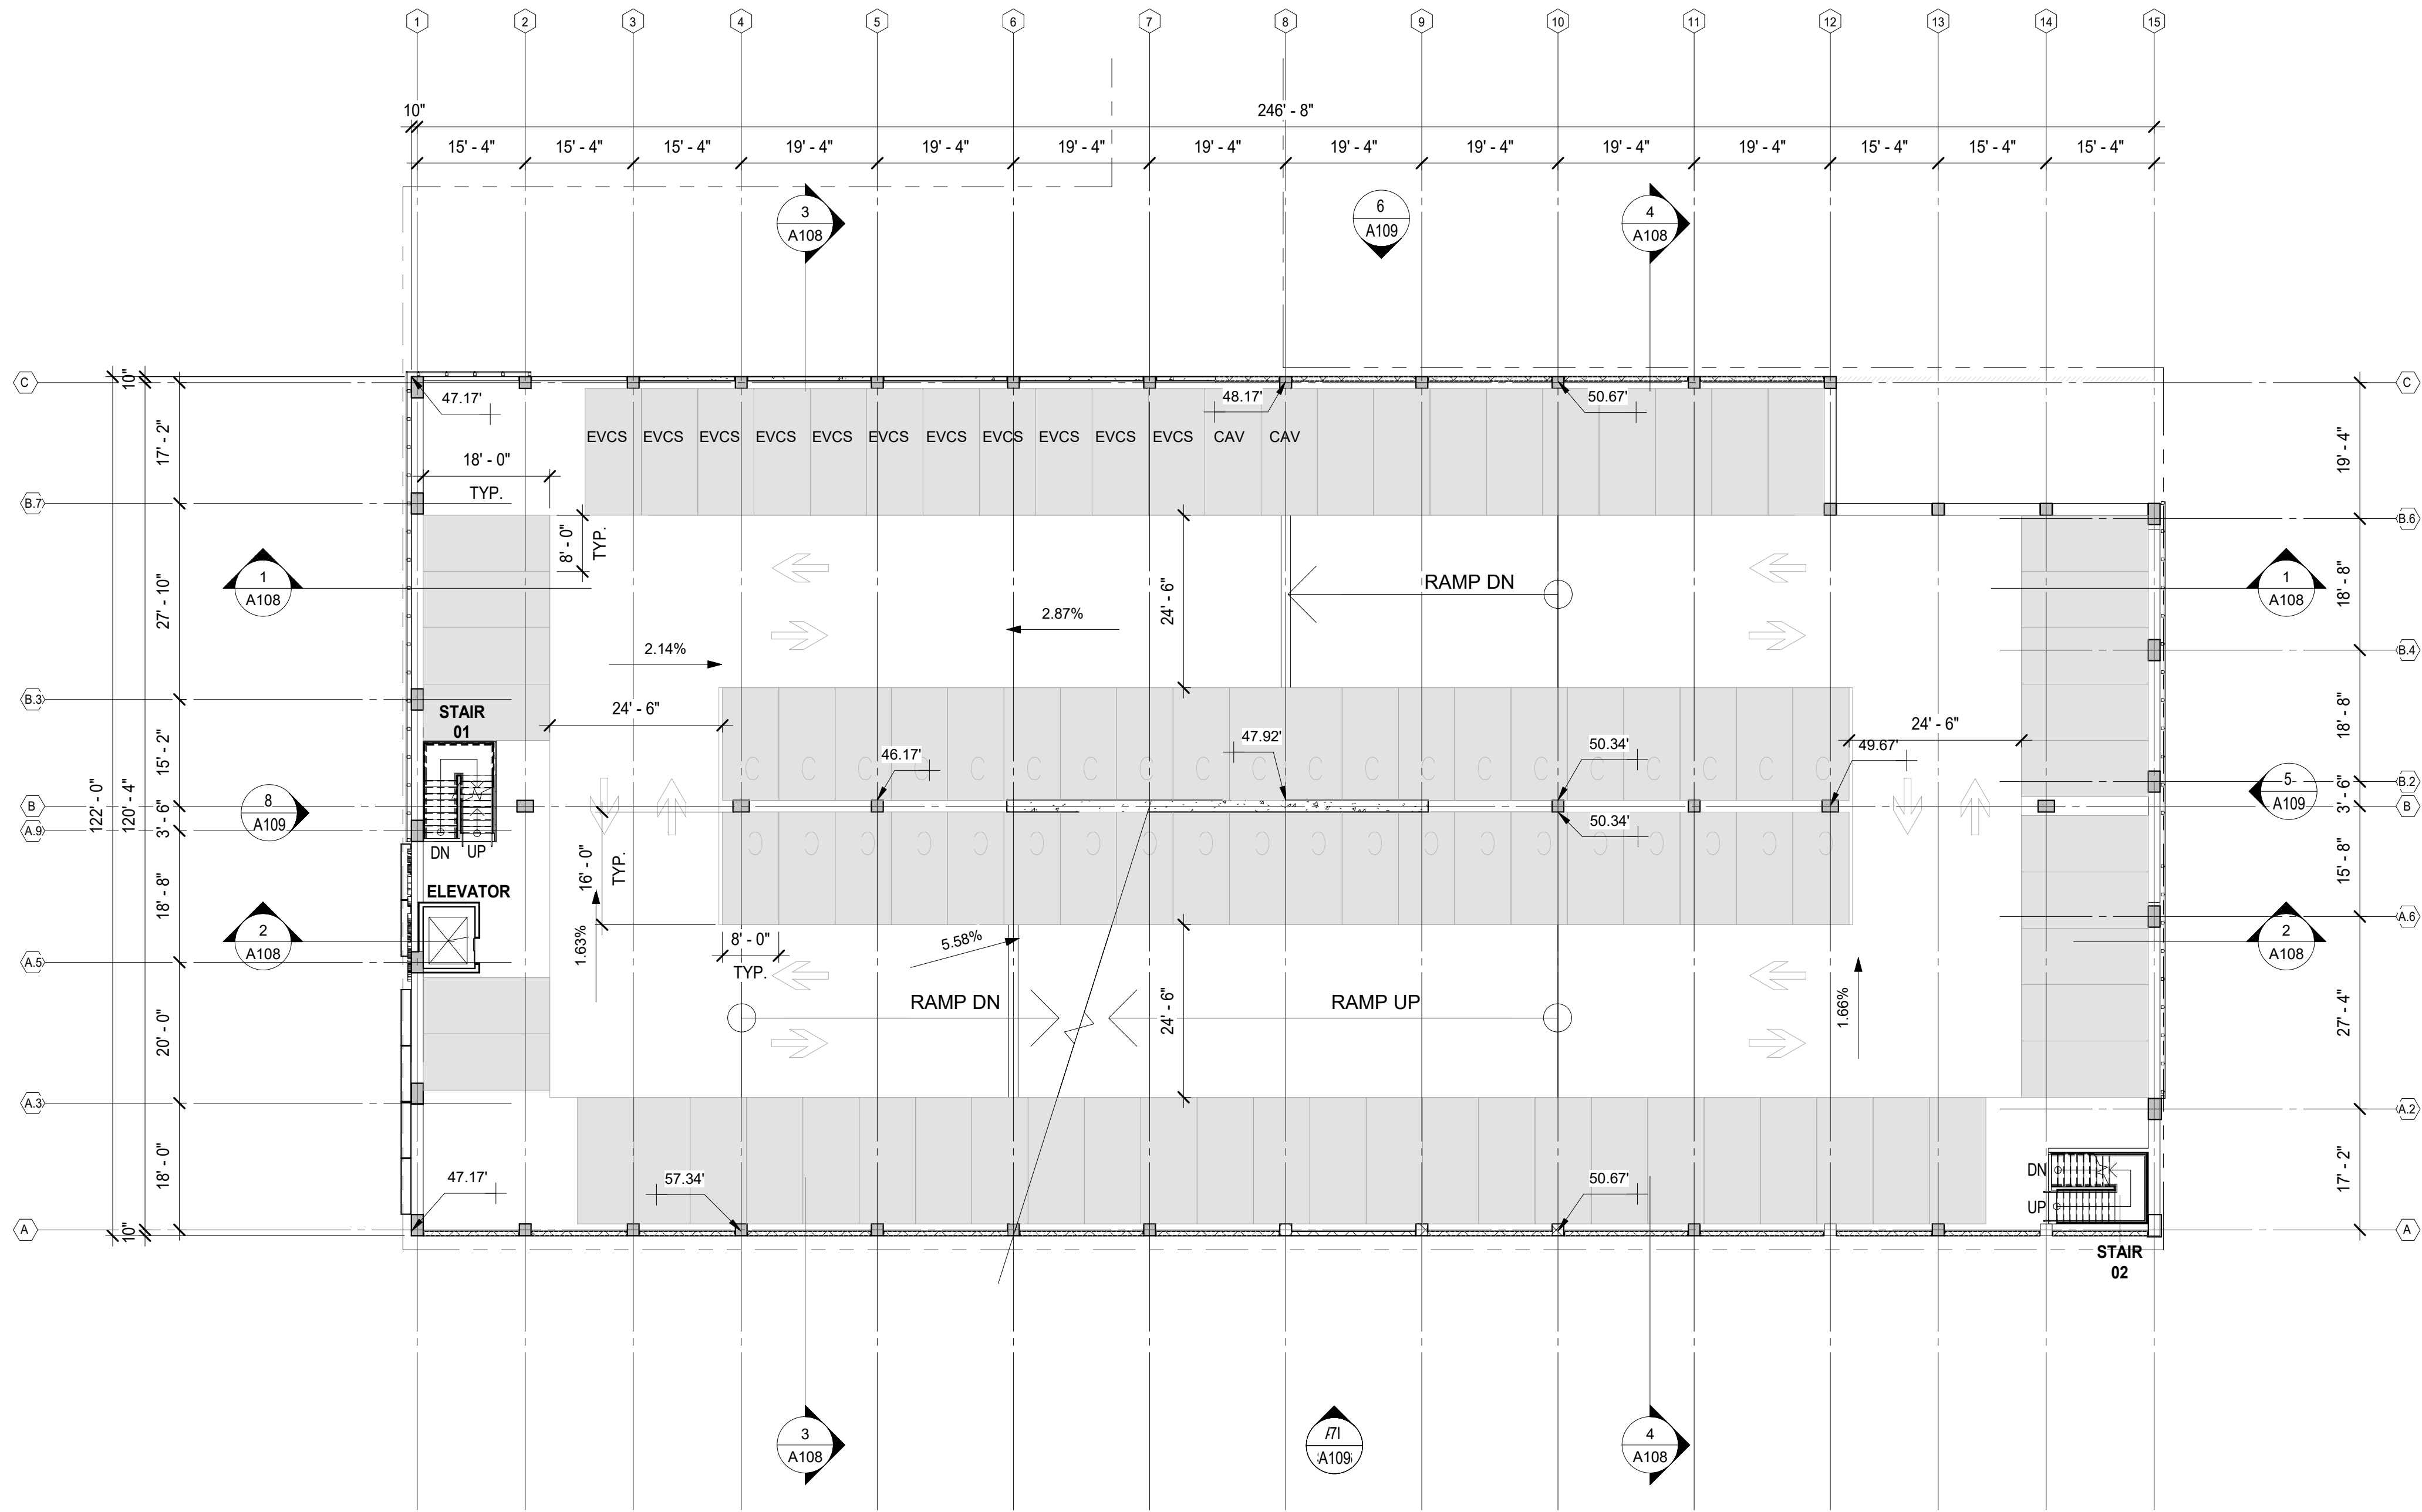 1 2 3 4 5 6 7 8 9 10 11 12 13 14 15
10" 246' - 8"
15' - 4" 15' - 4" 15' - 4" 19' - 4" 19' - 4" 19' - 4" 19' - 4" 19' - 4" 19' - 4" 19' - 4" 19' - 4" 15' - 4" 15' - 4" 15' - 4"
3
A108
6
A109
4
A108
C
C
10"
47.17'
48.17'
50.67'
EVCS EVCS EVCS EVCS EVCS EVCS EVCS EVCS EVCS EVCS EVCS CAV CAV
17' - 2"
19' - 4"
18' - 0"
TYP.
B.7
B.6
8' - 0"
TYP.
1
A108
27' - 10"
24' - 6"
RAMP DN
18' - 8"
1
A108
2.87%
2.14%
B.4
B.3
STAIR
01
24' - 6"
24' - 6"
18' - 8"
15' - 2"
46.17'
47.92'
50.34'
49.67'
B.2
122' - 0"
120' - 4"
8
A109
5
A109
B
3' - 6"
3' - 6"
B
A.9
50.34'
DN UP
ELEVATOR
16' - 0"
TYP.
18' - 8"
15' - 8"
A.6
2
A108
1.63%
8' - 0"
TYP.
5.58%
2
A108
A.5
RAMP DN
RAMP UP
24' - 6"
1.66%
20' - 0"
27' - 4"
A.3
A.2
47.17'
57.34'
50.67'
18' - 0"
17' - 2"
DN
UP
A
10"
A
STAIR
02
3
A108
A109
4
A108